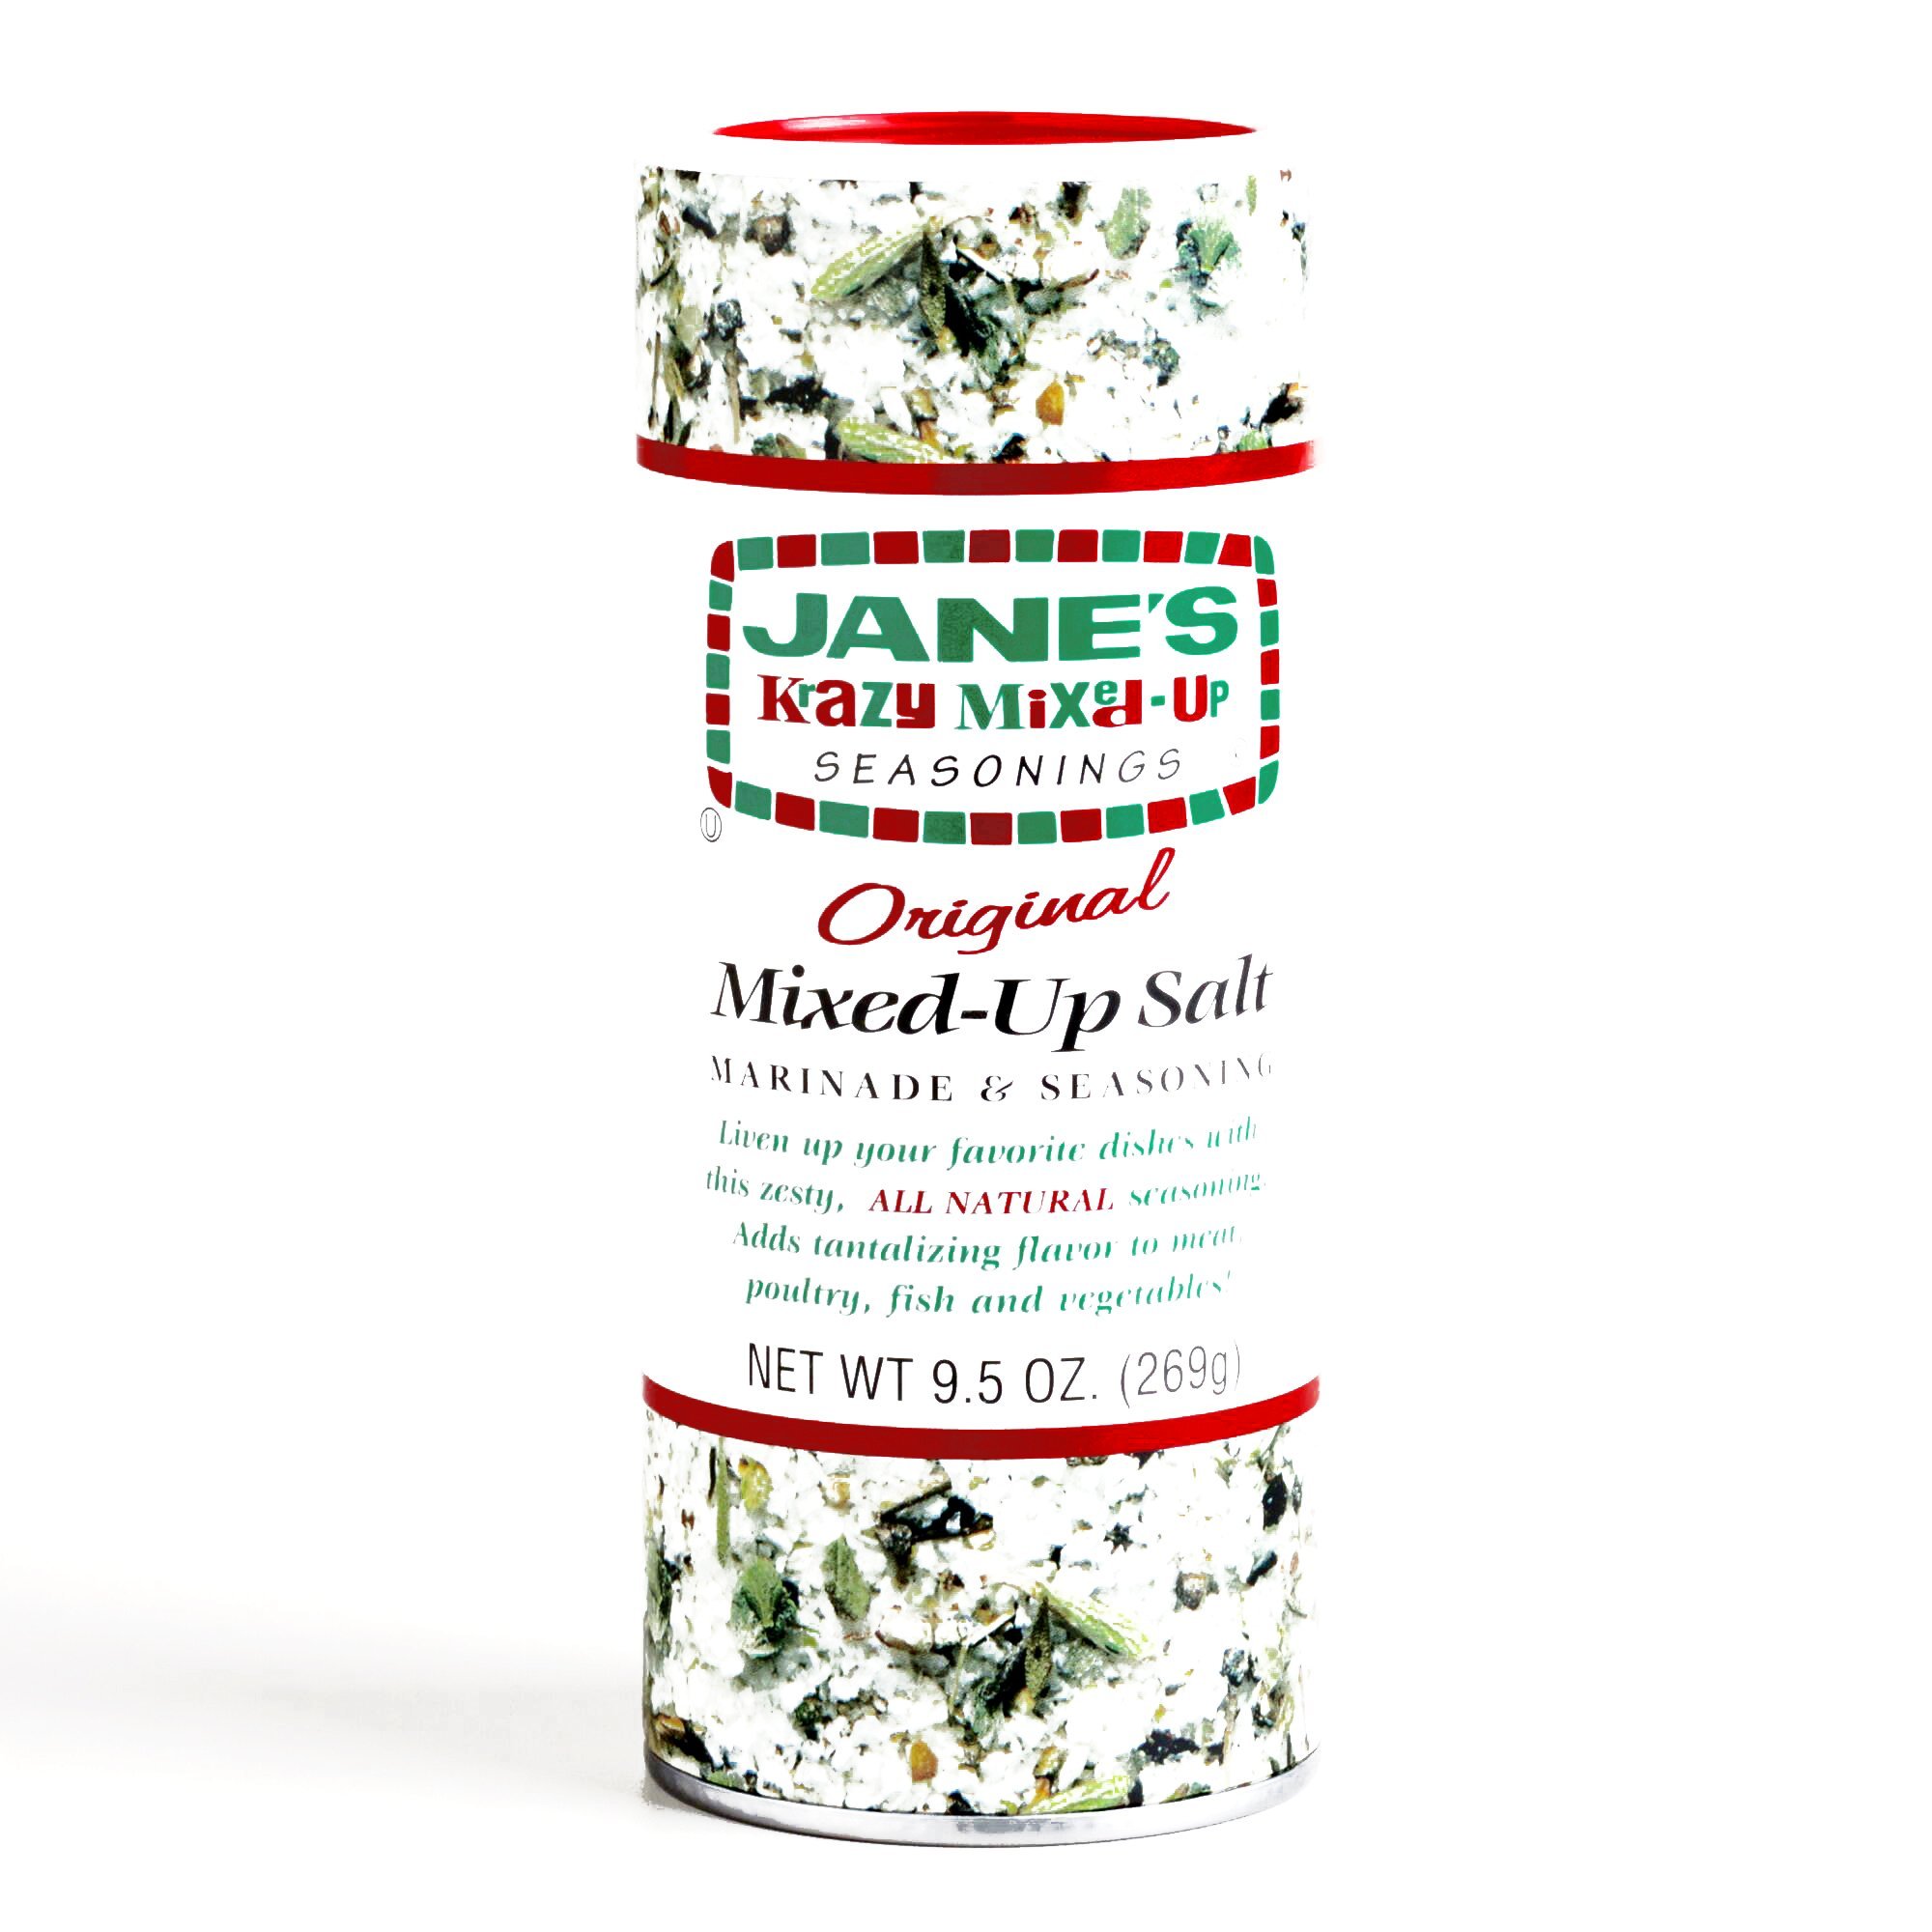 JANE'S
Krazy Mixed-Up
SEASONINGS
Ⓤ
Original
Mixed-Up Salt
MARINADE & SEASONING
Liven up your favorite dishes with
this zesty, ALL NATURAL seasoning.
Adds tantalizing flavor to meat,
poultry, fish and vegetables!
NET WT 9.5 OZ. (269g)